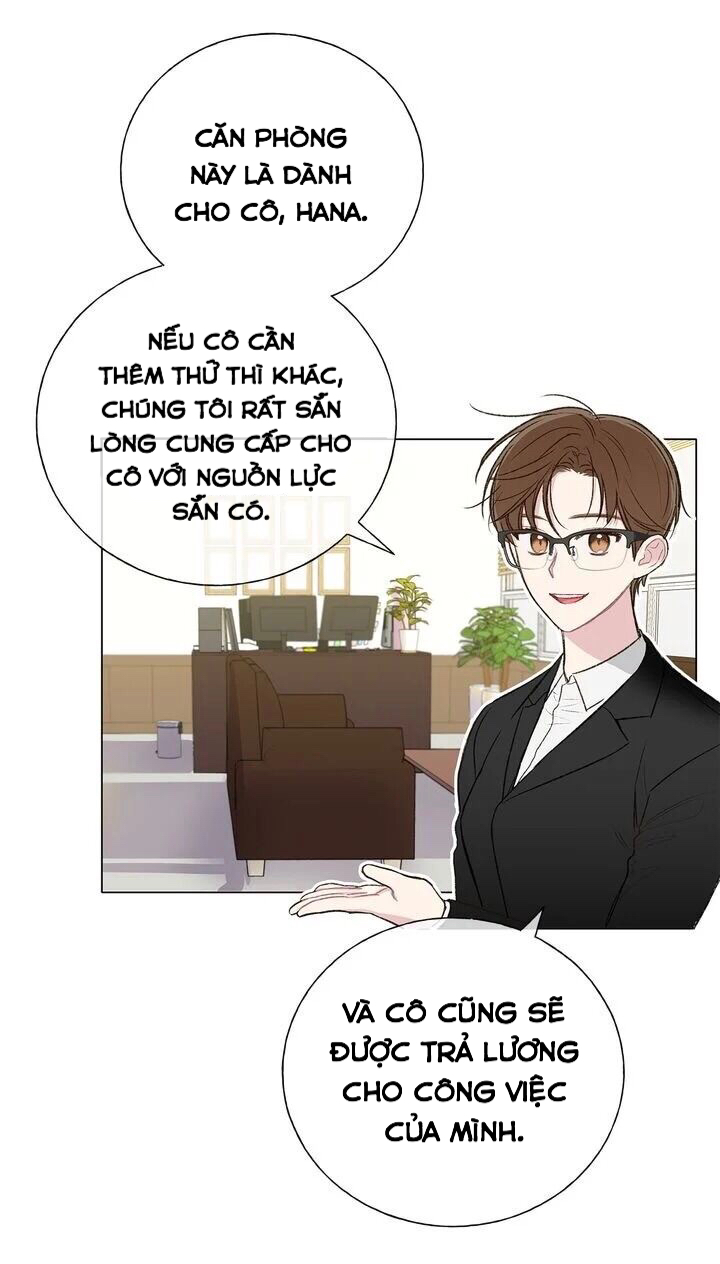 CĂN PHÒNG
NÀY LÀ DÀNH
CHO CÔ, HANA.
NẾU CÔ CẦN
THÊM THỨ THÌ KHÁC,
CHÚNG TÔI RẤT SẴN
LÒNG CUNG CẤP CHO
CÔ VỚI NGUỒN LỰC
SẴN CÓ.
VÀ CÔ CŨNG SẼ
ĐƯỢC TRẢ LƯƠNG
CHO CÔNG VIỆC
CỦA MÌNH.